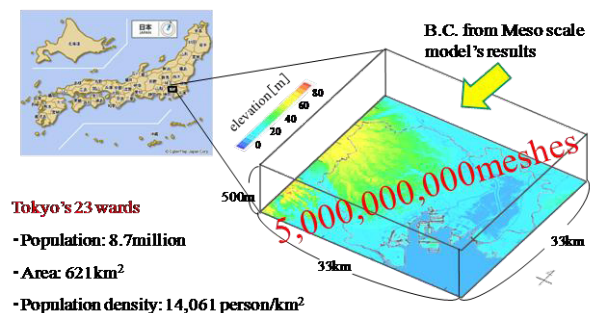 日本
JAPAN
B.C. from Meso scale
model's results
elevation [m]
80
60
40
20
0
500m
5,000,000,000meshes
33km
33km
Tokyo's 23 wards
-Population: 8.7million
-Area: 621km²
-Population density: 14,061 person/km²